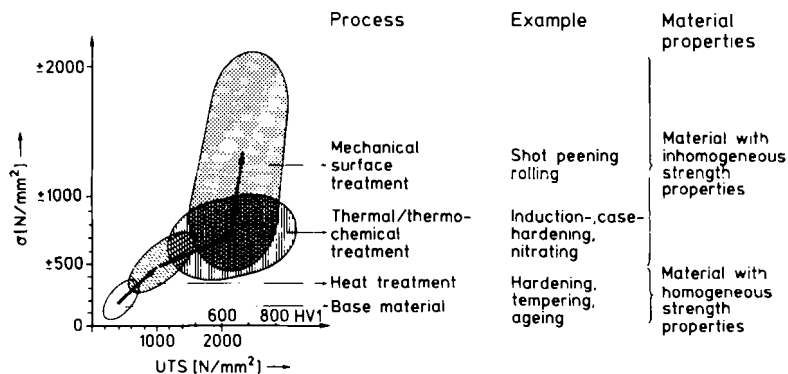 Process
Example
Material
properties
±2000
±1000
±500
0
σ [N/mm²] →
1000
2000
600
800 HV1
UTS [N/mm²] →
Mechanical
surface
treatment
Shot peening
rolling
Material with
inhomogeneous
strength
properties
Thermal/thermo-
chemical
treatment
Induction-,case-
hardening,
nitrating
Heat treatment
Base material
Hardening,
tempering,
ageing
Material with
homogeneous
strength
properties